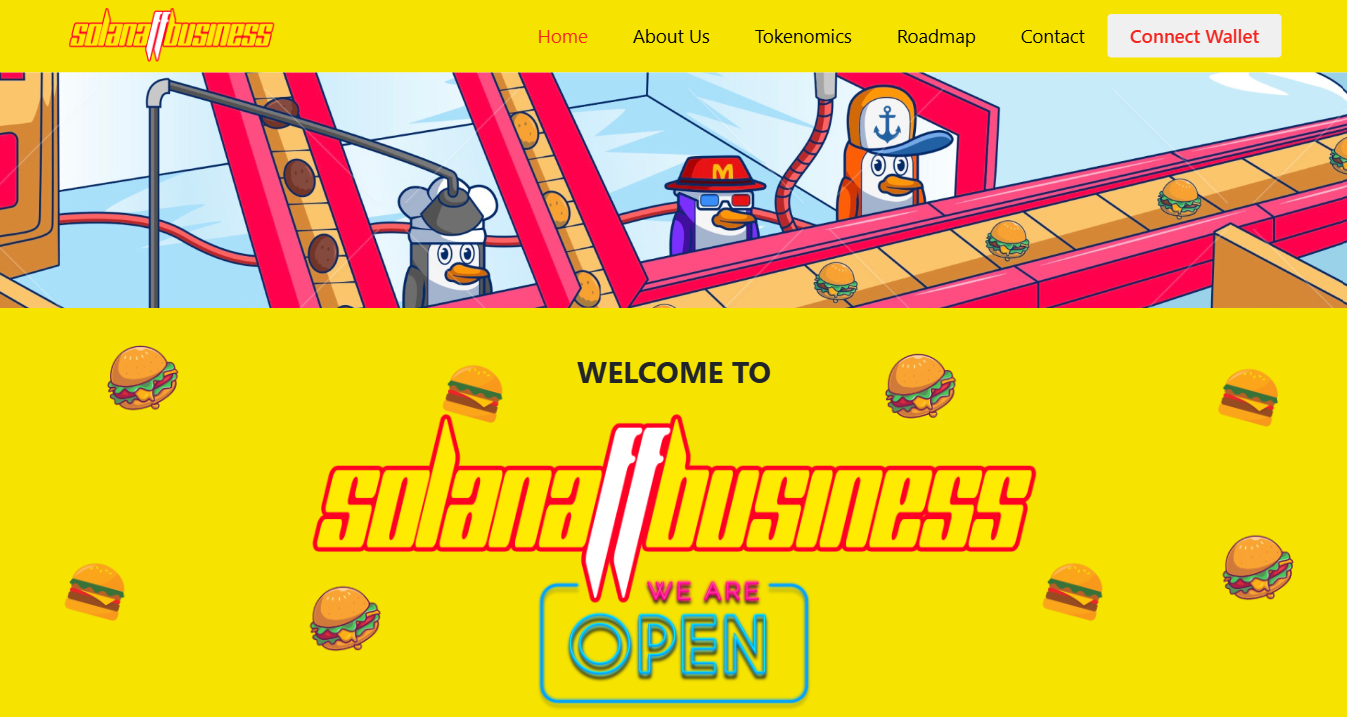 solanaffbusiness
Home
About Us
Tokenomics
Roadmap
Contact
Connect Wallet
M
WELCOME TO
solanaffbusiness
WE ARE
OPEN